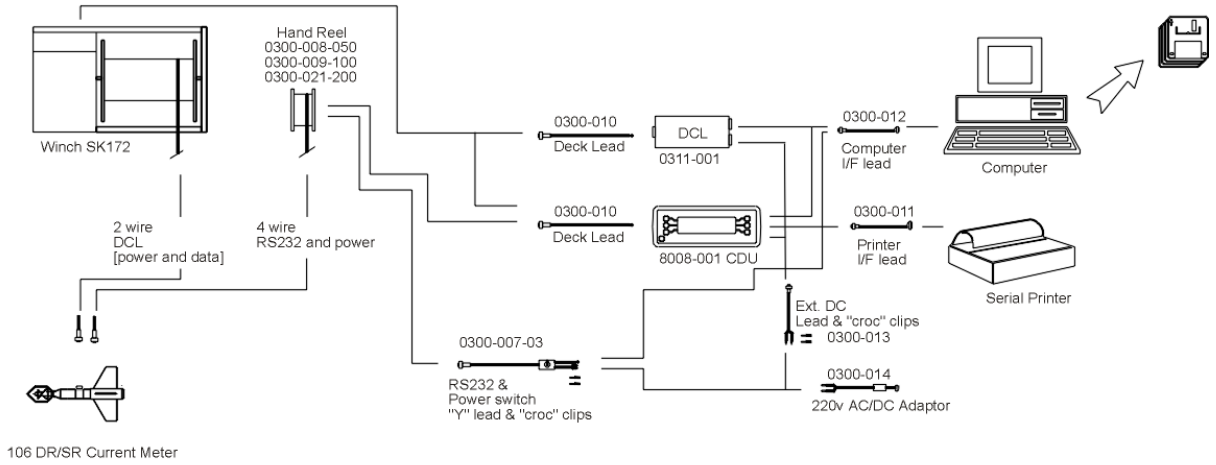 Hand Reel
0300-008-050
0300-009-100
0300-021-200
Winch SK172
0300-010
Deck Lead
DCL
0311-001
0300-012
Computer
I/F lead
Computer
2 wire
DCL
[power and data]
4 wire
RS232 and power
0300-010
Deck Lead
8008-001 CDU
0300-011
Printer
I/F lead
Serial Printer
Ext. DC
Lead & "croc" clips
0300-013
0300-007-03
RS232 &
Power switch
"Y" lead & "croc" clips
0300-014
220v AC/DC Adaptor
106 DR/SR Current Meter